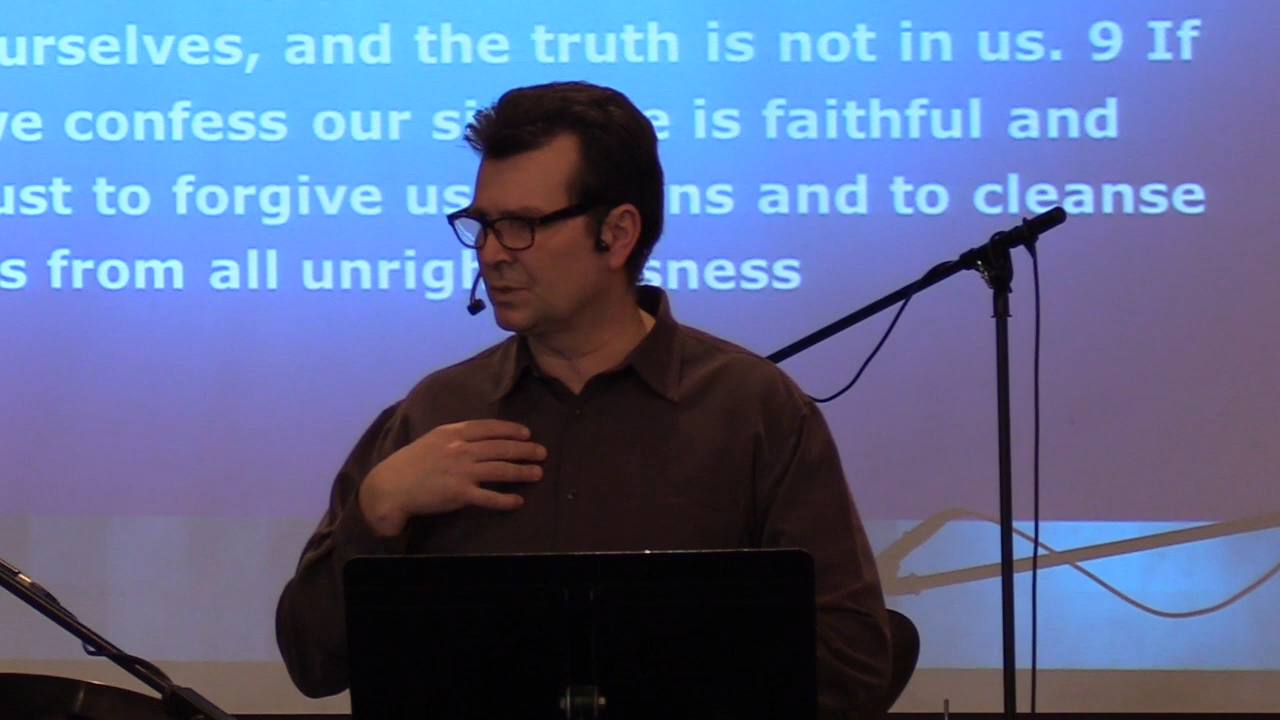 urselves, and the truth is not in us. 9 If
e confess our si e is faithful and
ust to forgive us ns and to cleanse
s from all unrigh sness